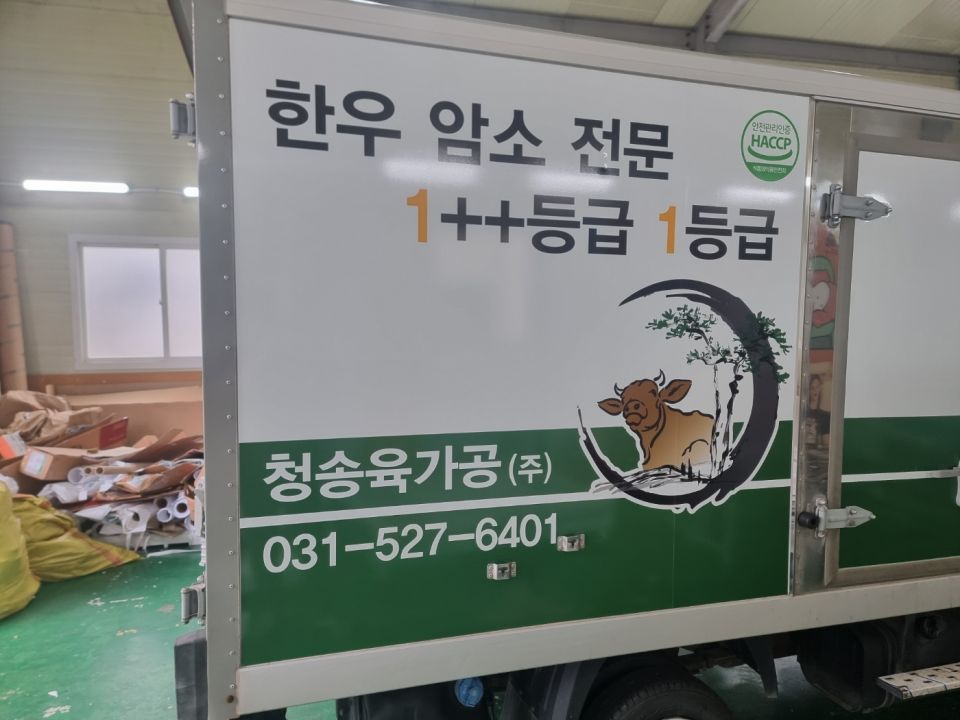 한우 암소 전문
1++등급 1등급
안전관리인증
HACCP
청송육가공 (주)
031-527-6401